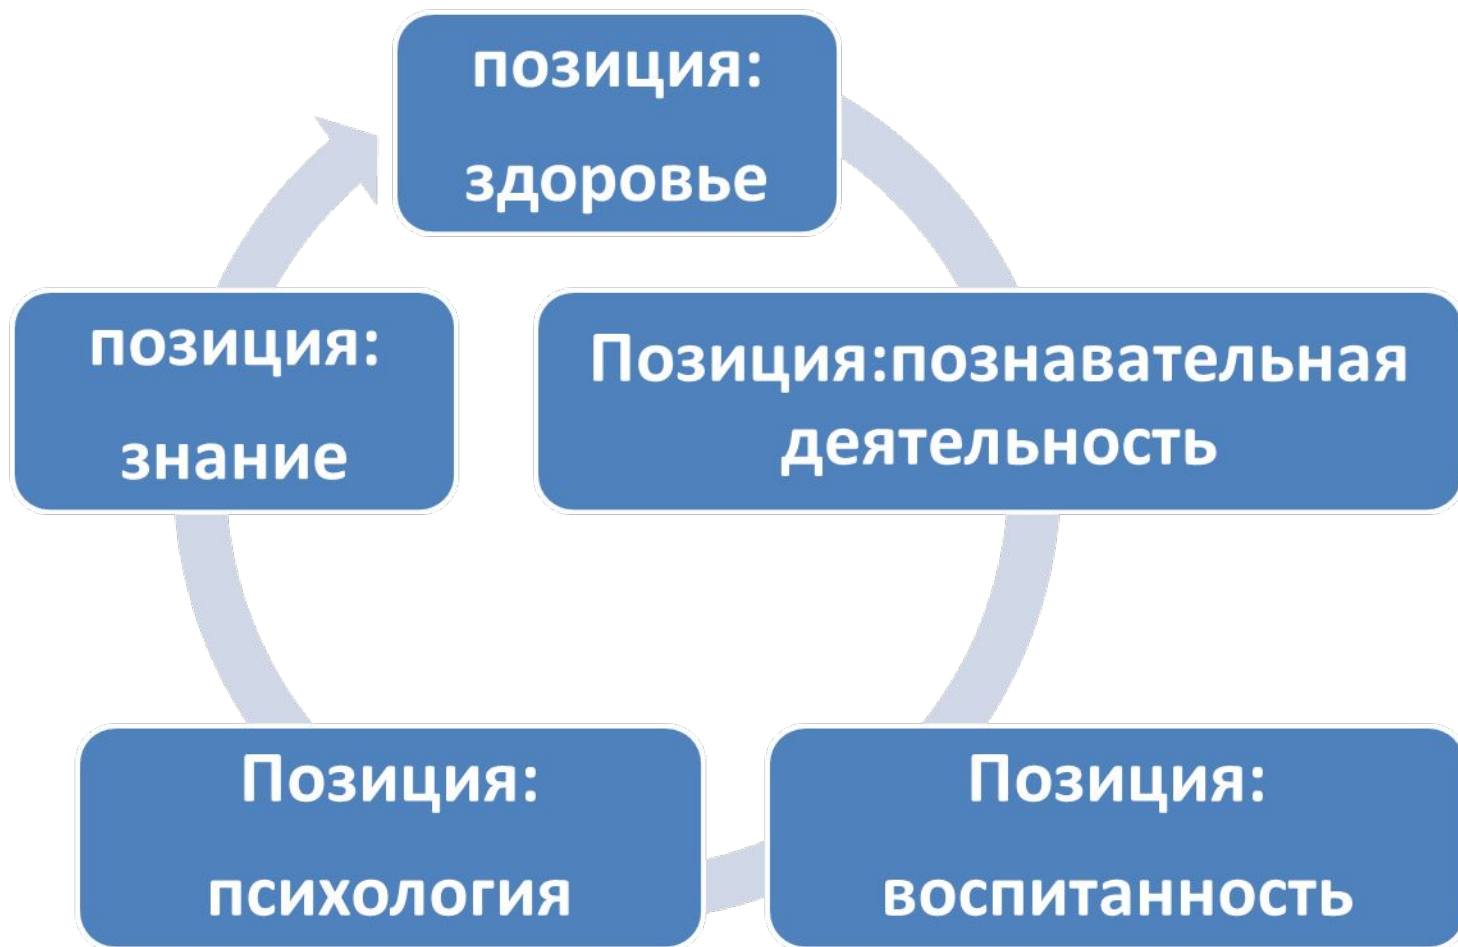 позиция:
здоровье
Позиция:познавательная
деятельность
Позиция:
воспитанность
Позиция:
психология
позиция:
знание